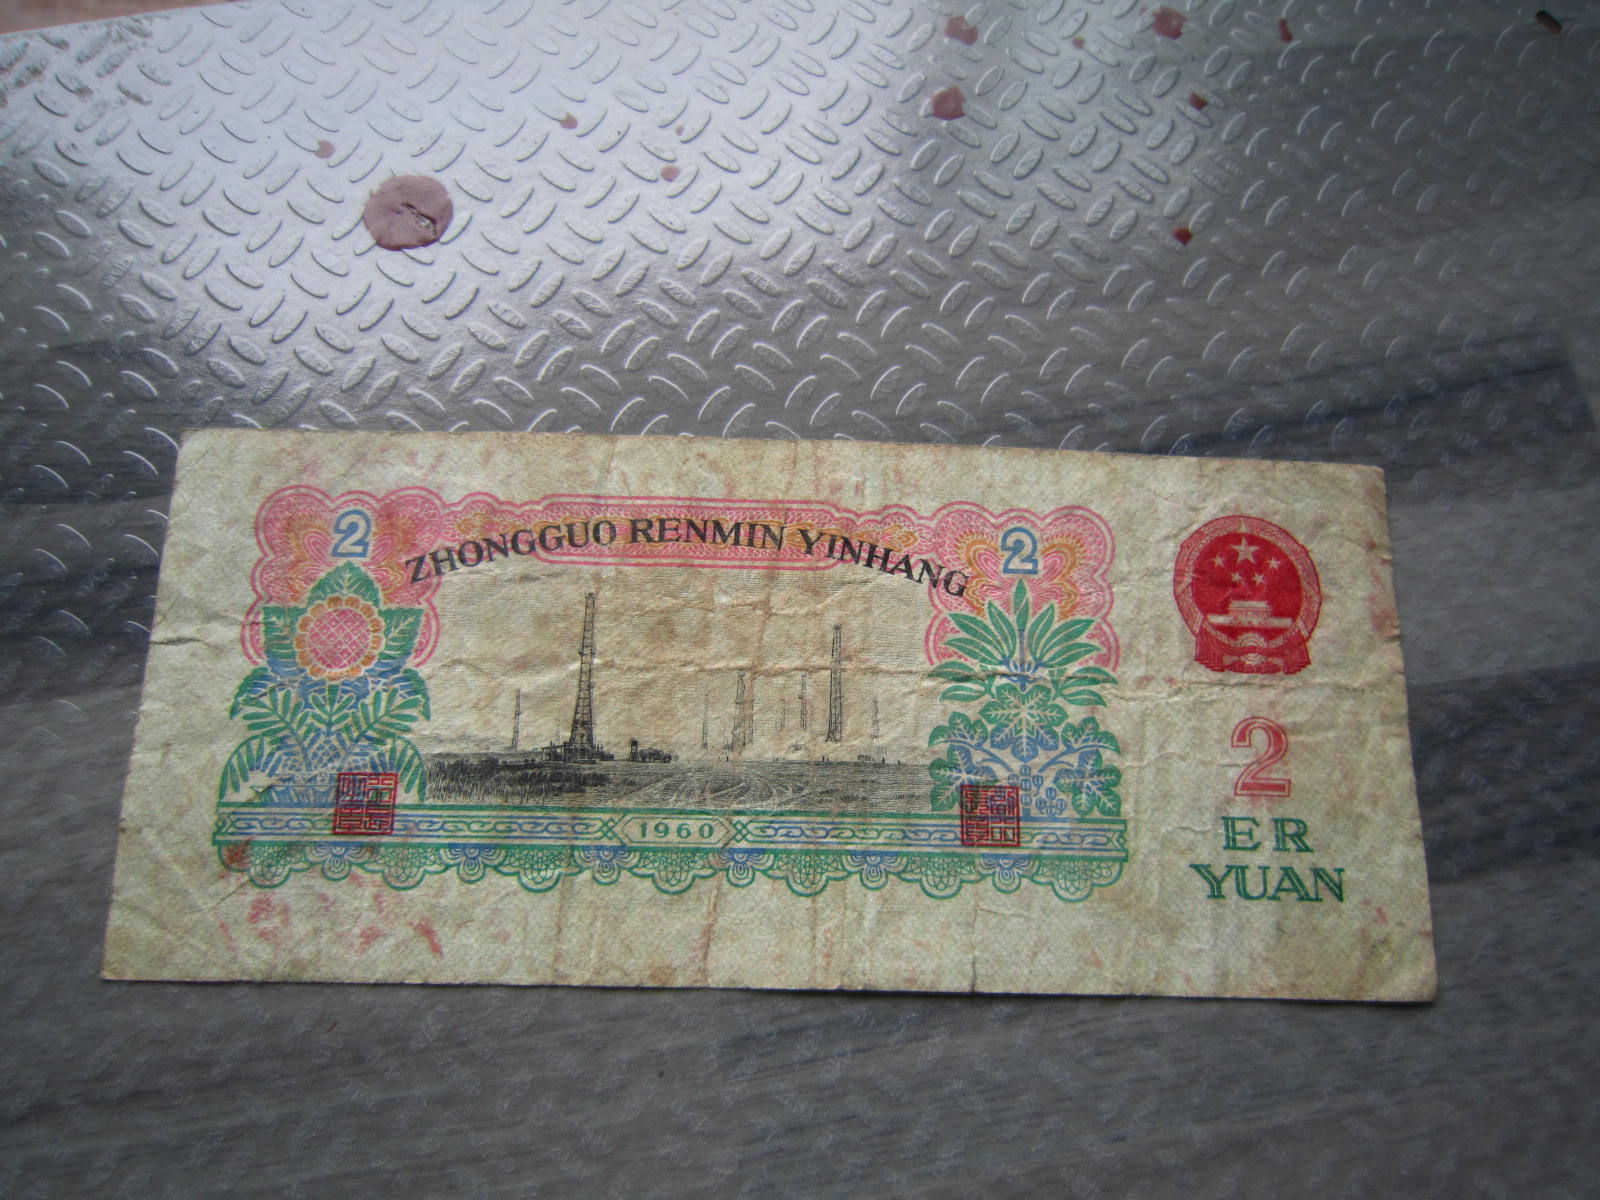 2
ZHONGGUO RENMIN YINHANG
2
2
ER
YUAN
1960